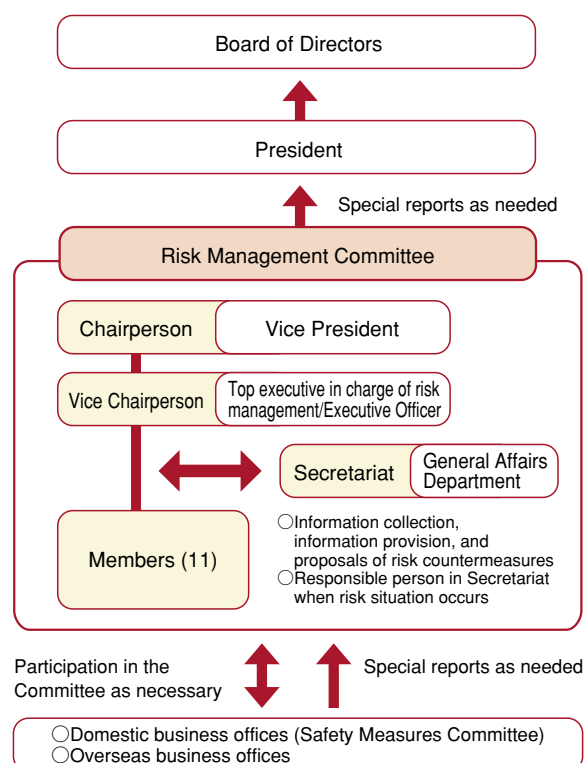 Board of Directors
President
Special reports as needed
Risk Management Committee
Chairperson
Vice President
Vice Chairperson
Top executive in charge of risk
management/Executive Officer
Secretariat
General Affairs
Department
Members (11)
○Information collection,
information provision, and
proposals of risk countermeasures
○Responsible person in Secretariat
when risk situation occurs
Participation in the
Committee as necessary
Special reports as needed
○Domestic business offices (Safety Measures Committee)
○Overseas business offices